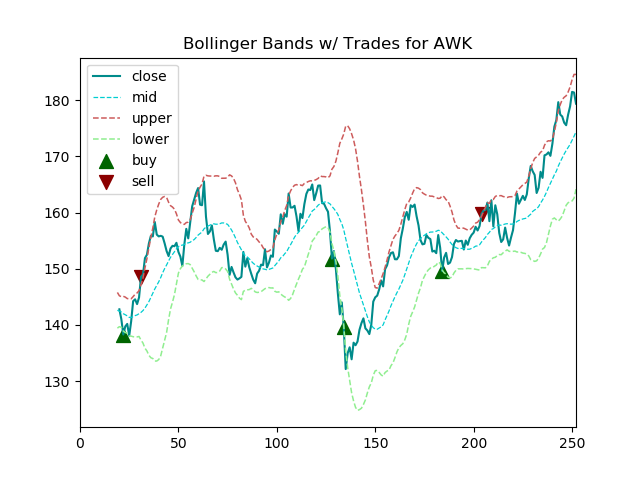 Bollinger Bands w/ Trades for AWK
close
mid
upper
lower
buy
sell
180
170
160
150
140
130
0 50 100 150 200 250